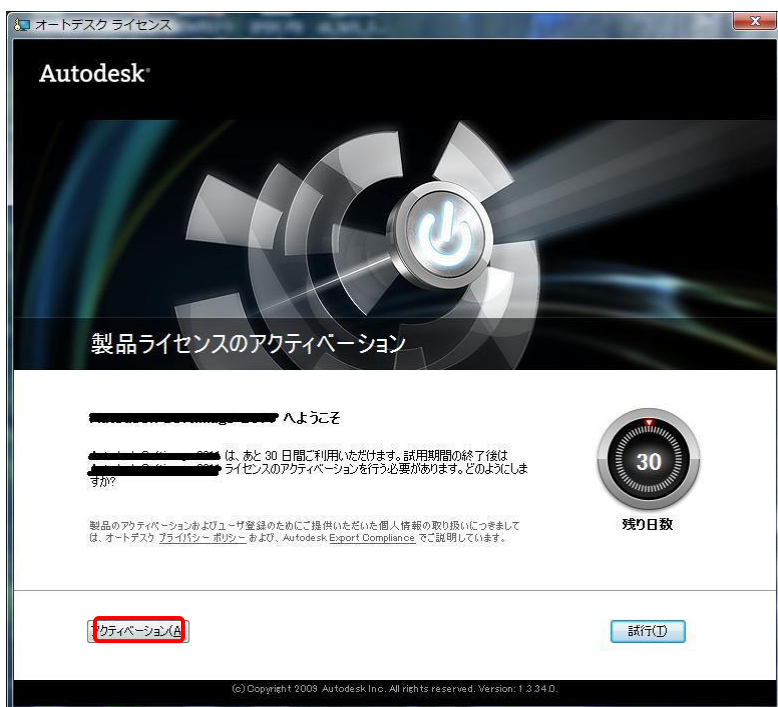 オートデスク ライセンス
Autodesk
製品ライセンスのアクティベーション
へようこそ
は、あと 30 日間ご利用いただけます。試用期間の終了後は
ライセンスのアクティベーションを行う必要があります。どのようにしま
すか?
30
残り日数
製品のアクティベーションおよびユーザ登録のためにご提供いただいた個人情報の取り扱いにつきまして
は、オートデスク プライバシー ポリシー および、Autodesk Export Compliance でご説明しています。
アクティベーション(A
試行(T)
(c) Copyright 2009 Autodesk Inc. All rights reserved. Version: 1.3.34.0.